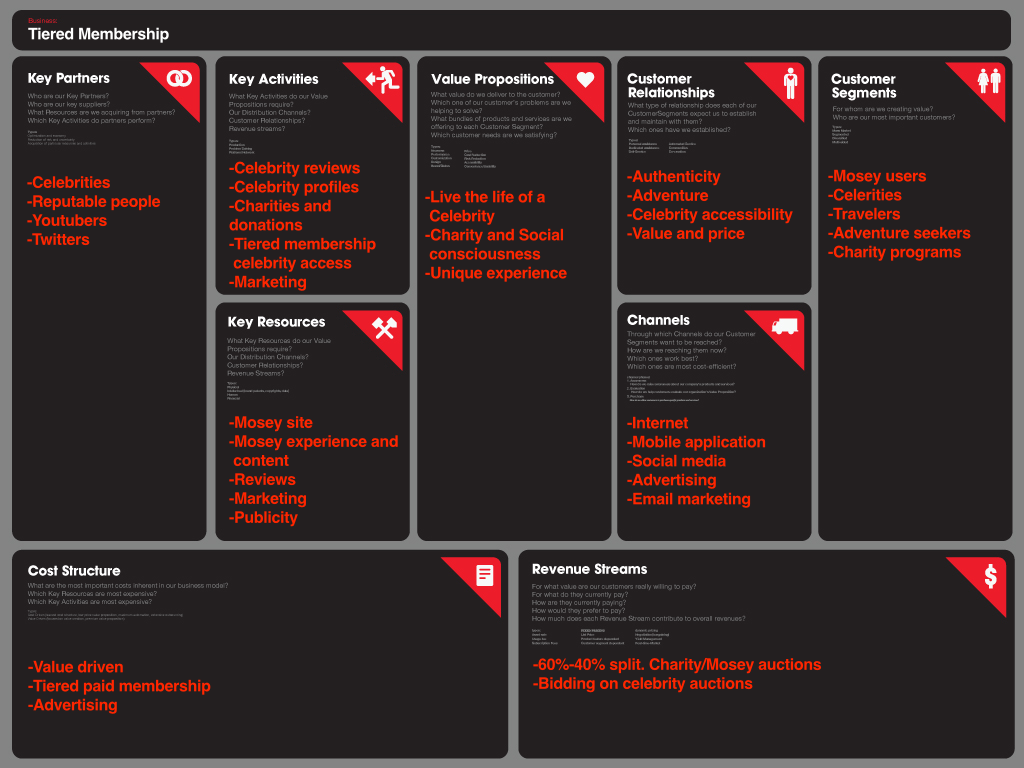 Business:
Tiered Membership
Key Partners
Who are our Key Partners?
Who are our key suppliers?
What Resources are we acquiring from partners?
Which Key Activities do partners perform?
-Celebrities
-Reputable people
-Youtubers
-Twitters
Key Activities
What Key Activities do our Value
Propositions require?
Our Distribution Channels?
Customer Relationships?
Revenue streams?
-Celebrity reviews
-Celebrity profiles
-Charities and
donations
-Tiered membership
celebrity access
-Marketing
Key Resources
What Key Resources do our Value
Propositions require?
Our Distribution Channels?
Customer Relationships?
Revenue Streams?
-Mosey site
-Mosey experience and
content
-Reviews
-Marketing
-Publicity
Value Propositions
What value do we deliver to the customer?
Which one of our customer's problems are we
helping to solve?
What bundles of products and services are we
offering to each Customer Segment?
Which customer needs are we satisfying?
-Live the life of a
Celebrity
-Charity and Social
consciousness
-Unique experience
Customer
Relationships
What type of relationship does each of our
CustomerSegments expect us to establish
and maintain with them?
Which ones have we established?
-Authenticity
-Adventure
-Celebrity accessibility
-Value and price
Channels
Through which Channels do our Customer
Segments want to be reached?
How are we reaching them now?
Which ones work best?
Which ones are most cost-efficient?
-Internet
-Mobile application
-Social media
-Advertising
-Email marketing
Customer
Segments
For whom are we creating value?
Who are our most important customers?
-Mosey users
-Celerities
-Travelers
-Adventure seekers
-Charity programs
Cost Structure
What are the most important costs inherent in our business model?
Which Key Resources are most expensive?
Which Key Activities are most expensive?
-Value driven
-Tiered paid membership
-Advertising
Revenue Streams
For what value are our customers really willing to pay?
For what do they currently pay?
How are they currently paying?
How would they prefer to pay?
How much does each Revenue Stream contribute to overall revenues?
-60%-40% split. Charity/Mosey auctions
-Bidding on celebrity auctions